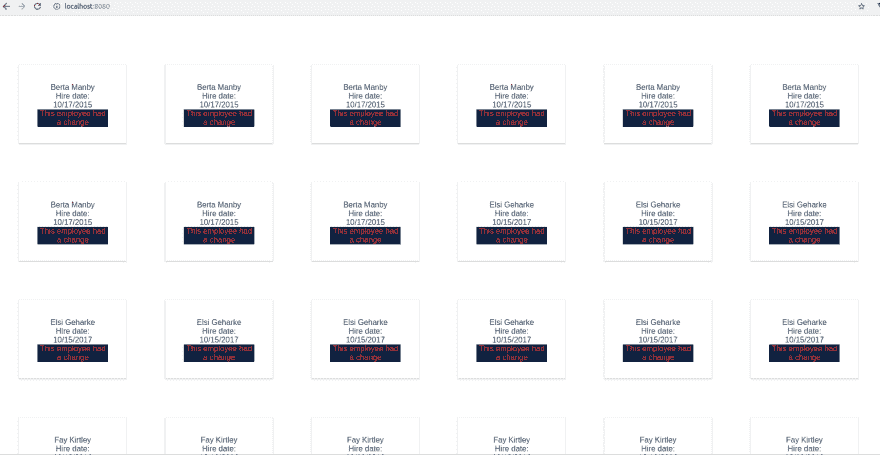 localhost:8080
Berta Manby
Hire date:
10/17/2015
This employee had
a change
Berta Manby
Hire date:
10/17/2015
This employee had
a change
Berta Manby
Hire date:
10/17/2015
This employee had
a change
Berta Manby
Hire date:
10/17/2015
This employee had
a change
Berta Manby
Hire date:
10/17/2015
This employee had
a change
Berta Manby
Hire date:
10/17/2015
This employee had
a change
Berta Manby
Hire date:
10/17/2015
This employee had
a change
Berta Manby
Hire date:
10/17/2015
This employee had
a change
Berta Manby
Hire date:
10/17/2015
This employee had
a change
Elsi Geharke
Hire date:
10/15/2017
This employee had
a change
Elsi Geharke
Hire date:
10/15/2017
This employee had
a change
Elsi Geharke
Hire date:
10/15/2017
This employee had
a change
Elsi Geharke
Hire date:
10/15/2017
This employee had
a change
Elsi Geharke
Hire date:
10/15/2017
This employee had
a change
Elsi Geharke
Hire date:
10/15/2017
This employee had
a change
Elsi Geharke
Hire date:
10/15/2017
This employee had
a change
Elsi Geharke
Hire date:
10/15/2017
This employee had
a change
Elsi Geharke
Hire date:
10/15/2017
This employee had
a change
Fay Kirtley
Hire date:
Fay Kirtley
Hire date:
Fay Kirtley
Hire date:
Fay Kirtley
Hire date:
Fay Kirtley
Hire date:
Fay Kirtley
Hire date: